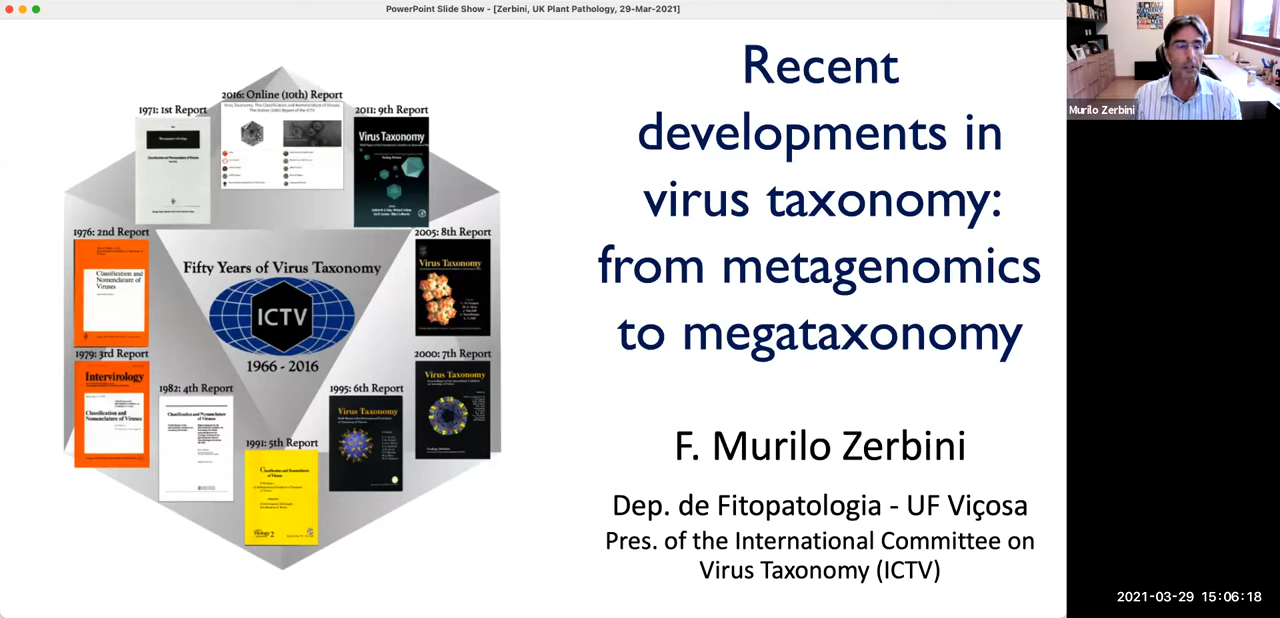 PowerPoint Slide Show - [Zerbini, UK Plant Pathology, 29-Mar-2021]
Recent
developments in
virus taxonomy:
from metagenomics
to megataxonomy
F. Murilo Zerbini
Dep. de Fitopatologia - UF Viçosa
Pres. of the International Committee on
Virus Taxonomy (ICTV)
2016: Online (10th) Report
1971: 1st Report
2011: 9th Report
Virus Taxonomy
1976: 2nd Report
Classification and
Nomenclature of
Viruses
2005: 8th Report
Virus Taxonomy
Fifty Years of Virus Taxonomy
ICTV
1966 - 2016
1979: 3rd Report
Intervirology
Classification and
Nomenclature of Viruses
1982: 4th Report
Classification and Nomenclature
of Viruses
1991: 5th Report
Classification and Nomenclature
of Viruses
1995: 6th Report
Virus Taxonomy
2000: 7th Report
Virus Taxonomy
Murilo Zerbini
2021-03-29 15:06:18